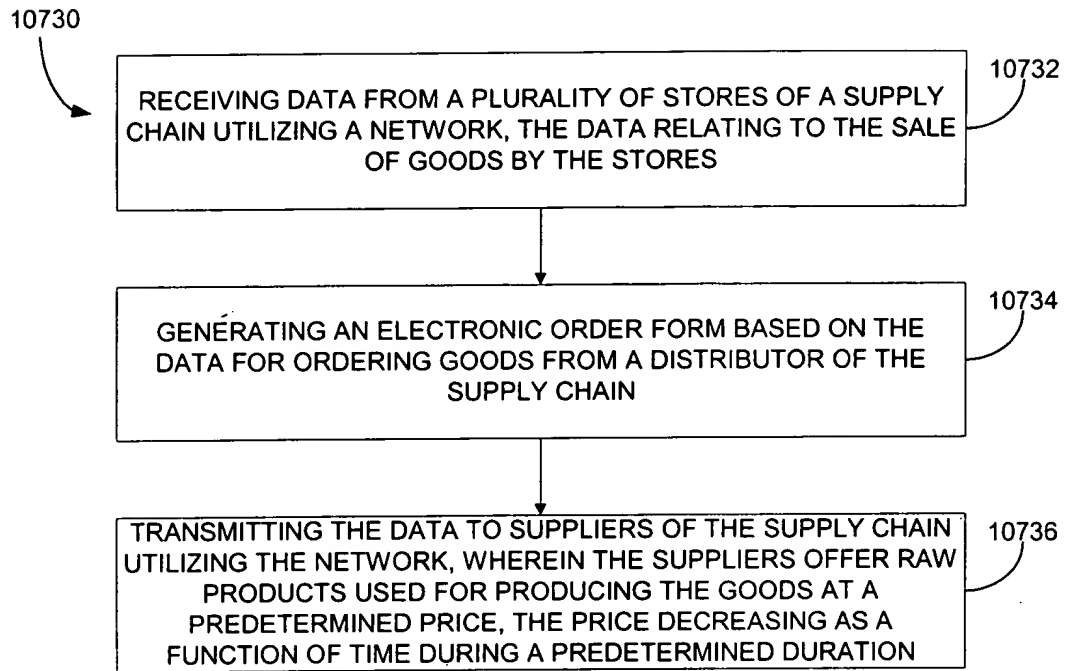 10730
10732
RECEIVING DATA FROM A PLURALITY OF STORES OF A SUPPLY
CHAIN UTILIZING A NETWORK, THE DATA RELATING TO THE SALE
OF GOODS BY THE STORES
10734
GENERATING AN ELECTRONIC ORDER FORM BASED ON THE
DATA FOR ORDERING GOODS FROM A DISTRIBUTOR OF THE
SUPPLY CHAIN
10736
TRANSMITTING THE DATA TO SUPPLIERS OF THE SUPPLY CHAIN
UTILIZING THE NETWORK, WHEREIN THE SUPPLIERS OFFER RAW
PRODUCTS USED FOR PRODUCING THE GOODS AT A
PREDETERMINED PRICE, THE PRICE DECREASING AS A
FUNCTION OF TIME DURING A PREDETERMINED DURATION